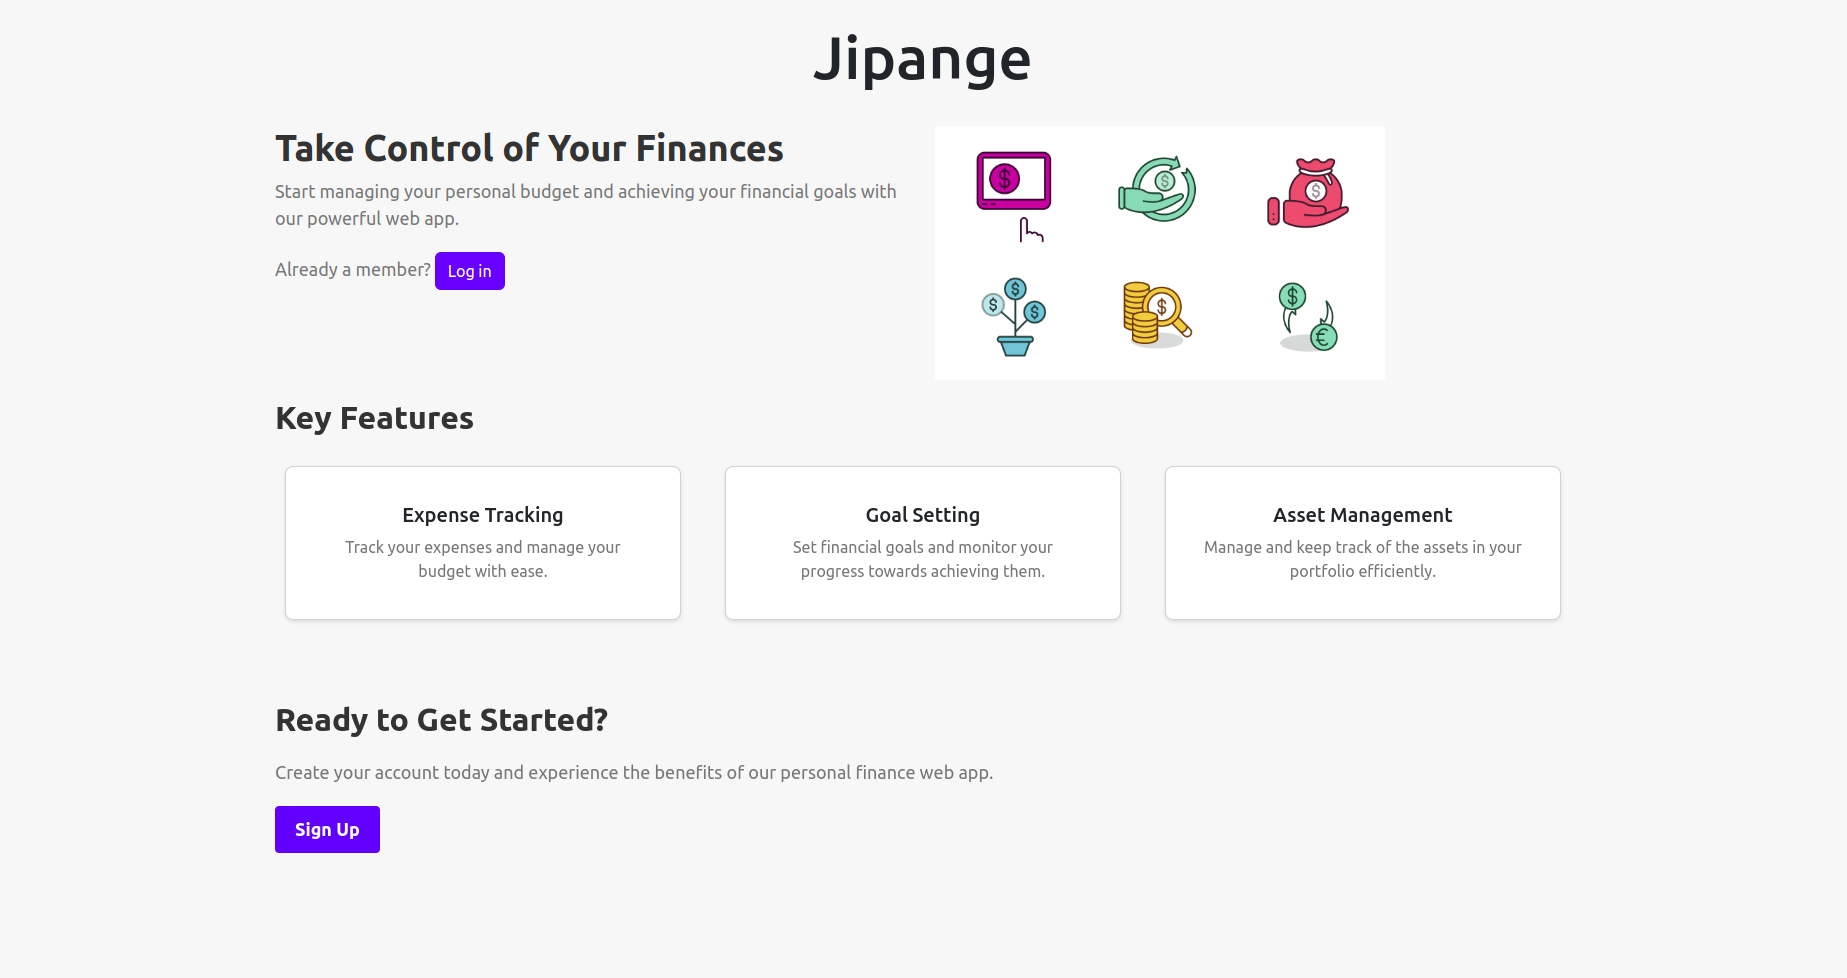 Jipange
Take Control of Your Finances
Start managing your personal budget and achieving your financial goals with
our powerful web app.
Already a member? Log in
$ $ $
$ $ $ $ $ €
Key Features
Expense Tracking
Track your expenses and manage your
budget with ease.
Goal Setting
Set financial goals and monitor your
progress towards achieving them.
Asset Management
Manage and keep track of the assets in your
portfolio efficiently.
Ready to Get Started?
Create your account today and experience the benefits of our personal finance web app.
Sign Up